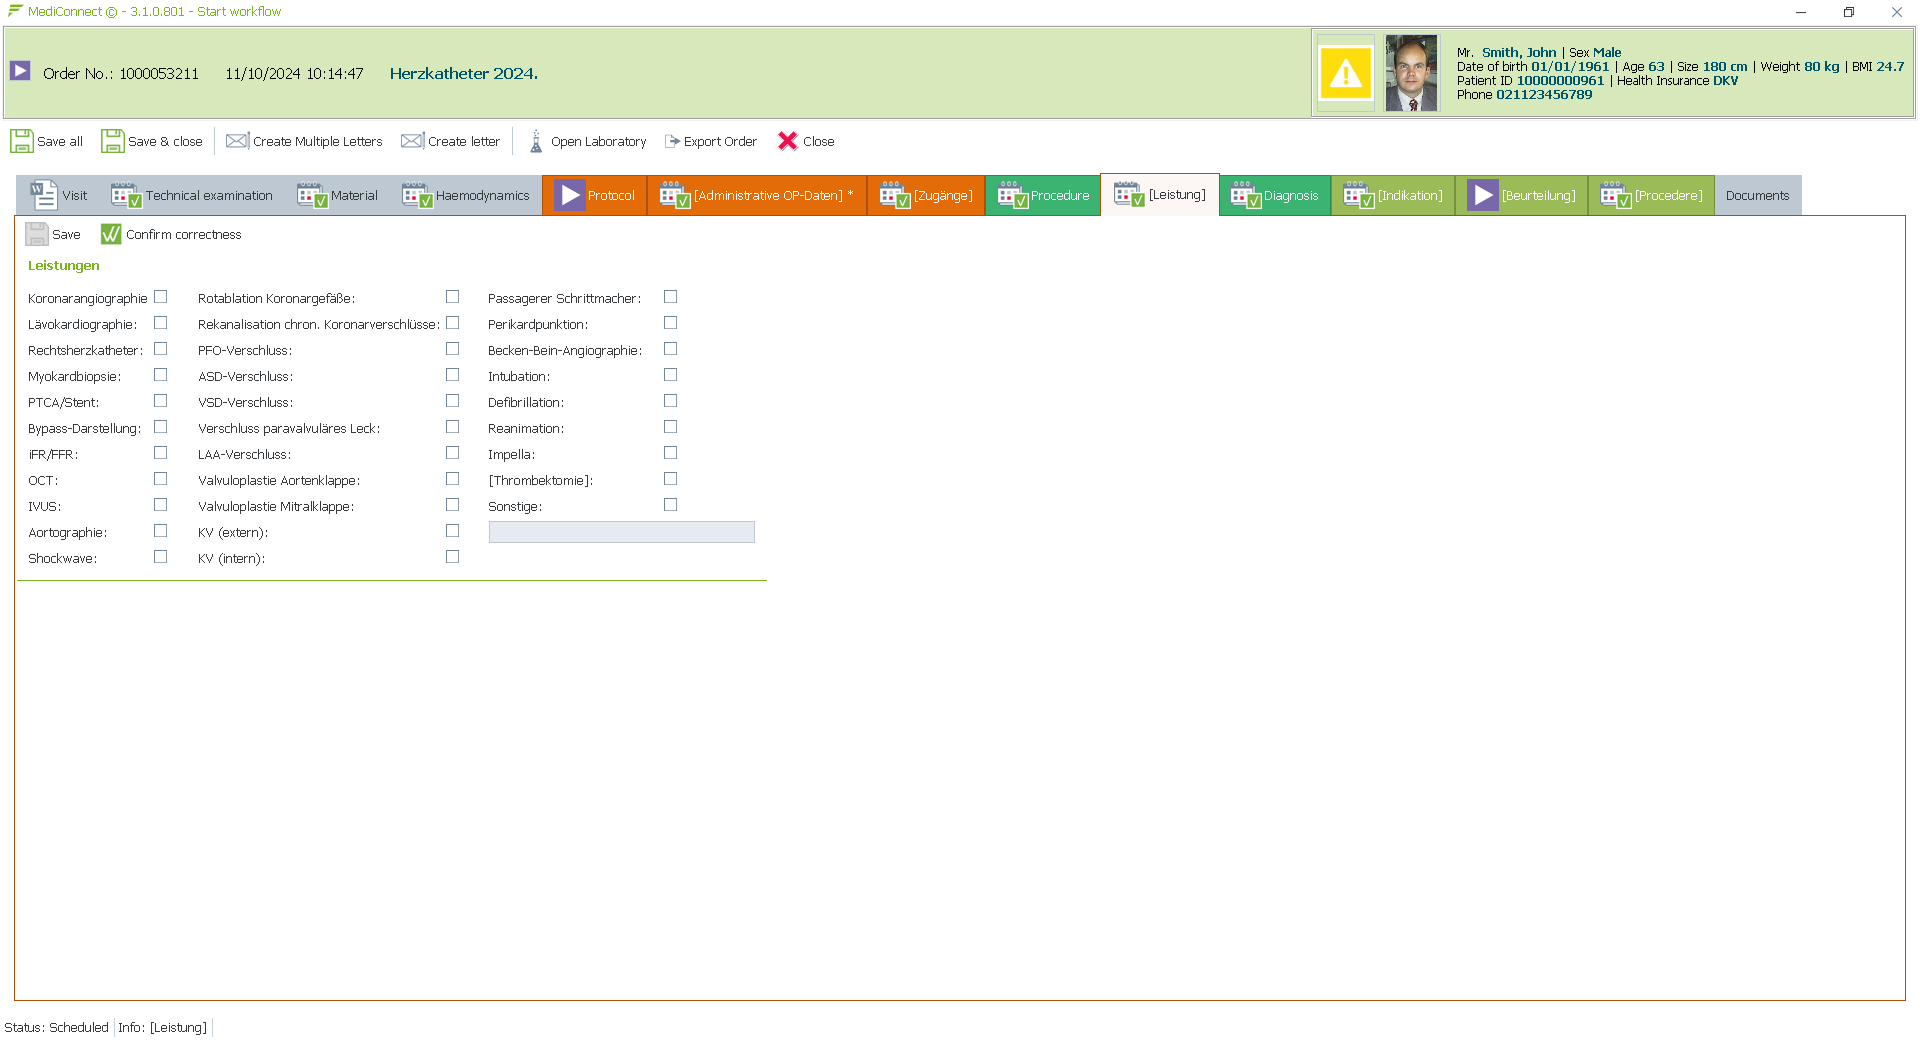 MediConnect © - 3.1.0.801 - Start workflow
Order No.: 1000053211 11/10/2024 10:14:47 Herzkatheter 2024.
Mr. Smith, John | Sex Male
Date of birth 01/01/1961 | Age 63 | Size 180 cm | Weight 80 kg | BMI 24.7
Patient ID 10000000961 | Health Insurance DKV
Phone 021123456789
Save all Save & close Create Multiple Letters Create letter Open Laboratory Export Order Close
Visit Technical examination Material Haemodynamics Protocol [Administrative OP-Daten] * [Zugänge] Procedure [Leistung] Diagnosis [Indikation] [Beurteilung] [Procedere] Documents
Save Confirm correctness
Leistungen
Koronarangiographie Rotablation Koronargefäße: Passagerer Schrittmacher:
Lävokardiographie: Rekanalisation chron. Koronarverschlüsse: Perikardpunktion:
Rechtsherzkatheter: PFO-Verschluss: Becken-Bein-Angiographie:
Myokardbiopsie: ASD-Verschluss: Intubation:
PTCA/Stent: VSD-Verschluss: Defibrillation:
Bypass-Darstellung: Verschluss paravalvuläres Leck: Reanimation:
iFR/FFR: LAA-Verschluss: Impella:
OCT: Valvuloplastie Aortenklappe: [Thrombektomie]:
IVUS: Valvuloplastie Mitralklappe: Sonstige:
Aortographie: KV (extern):
Shockwave: KV (intern):
Status: Scheduled Info: [Leistung]